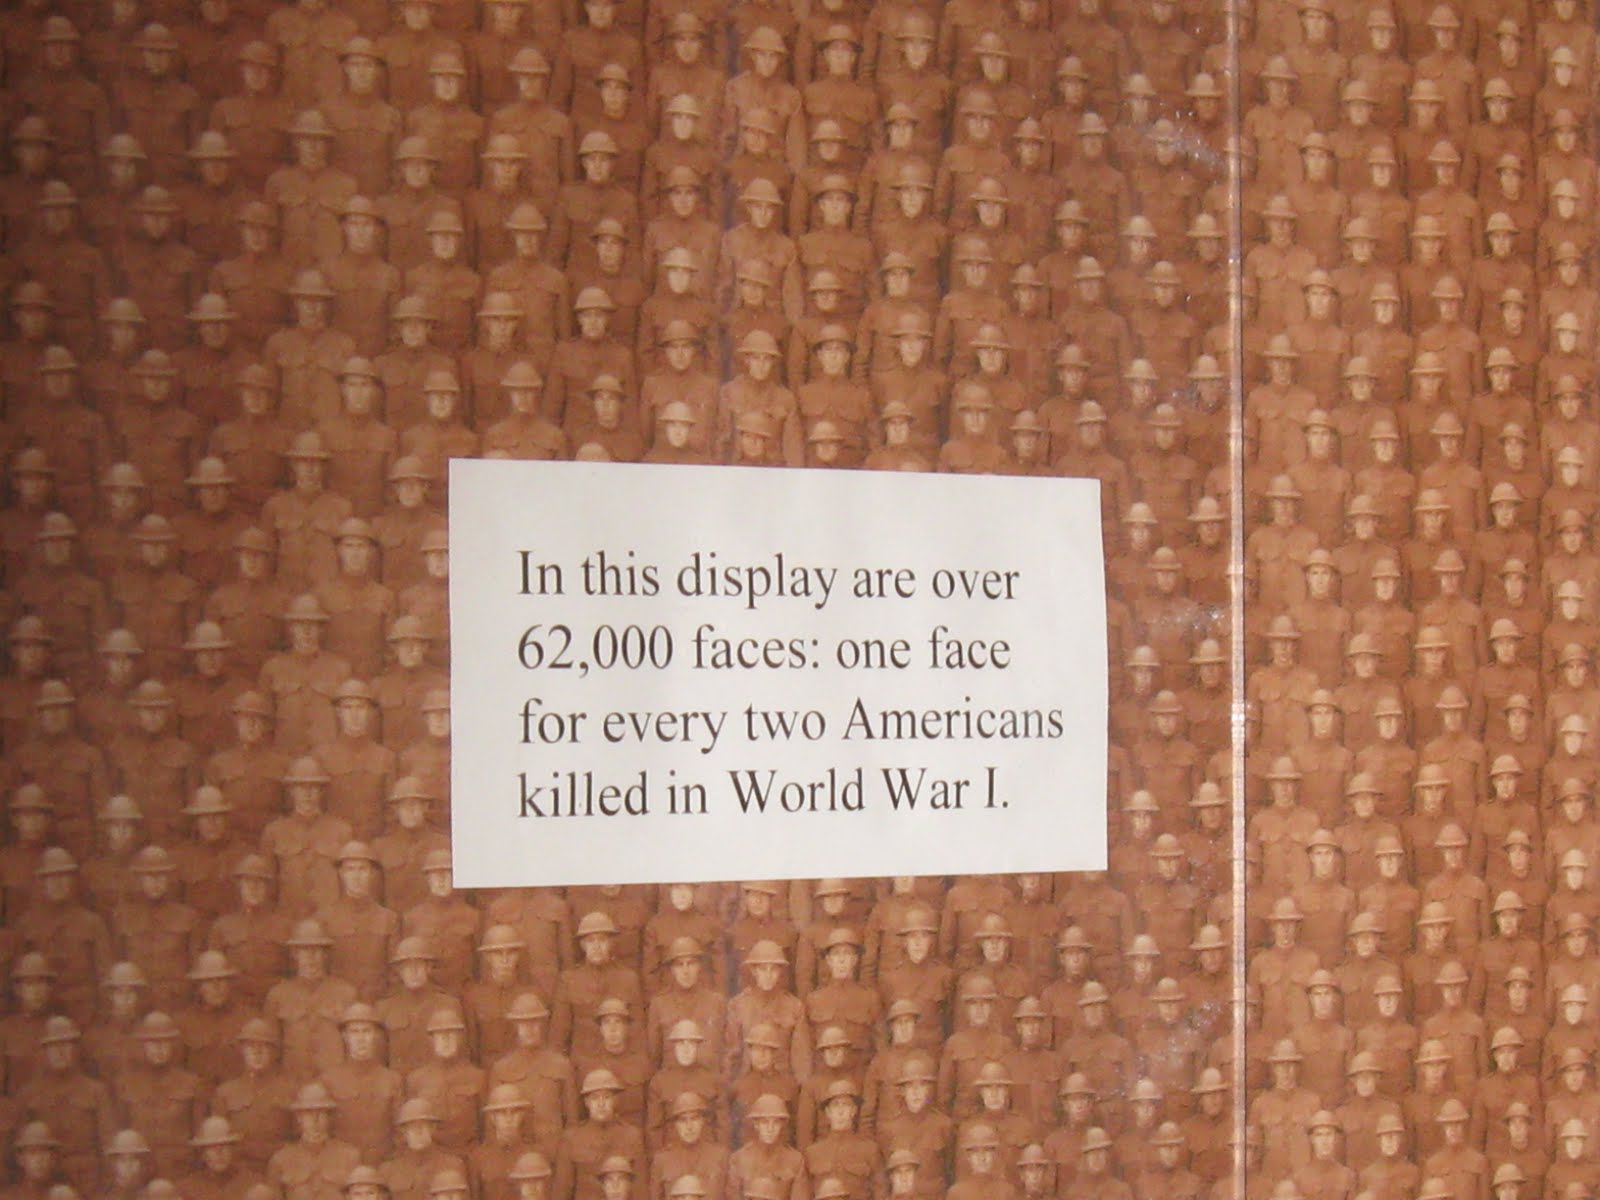 In this display are over
62,000 faces: one face
for every two Americans
killed in World War I.